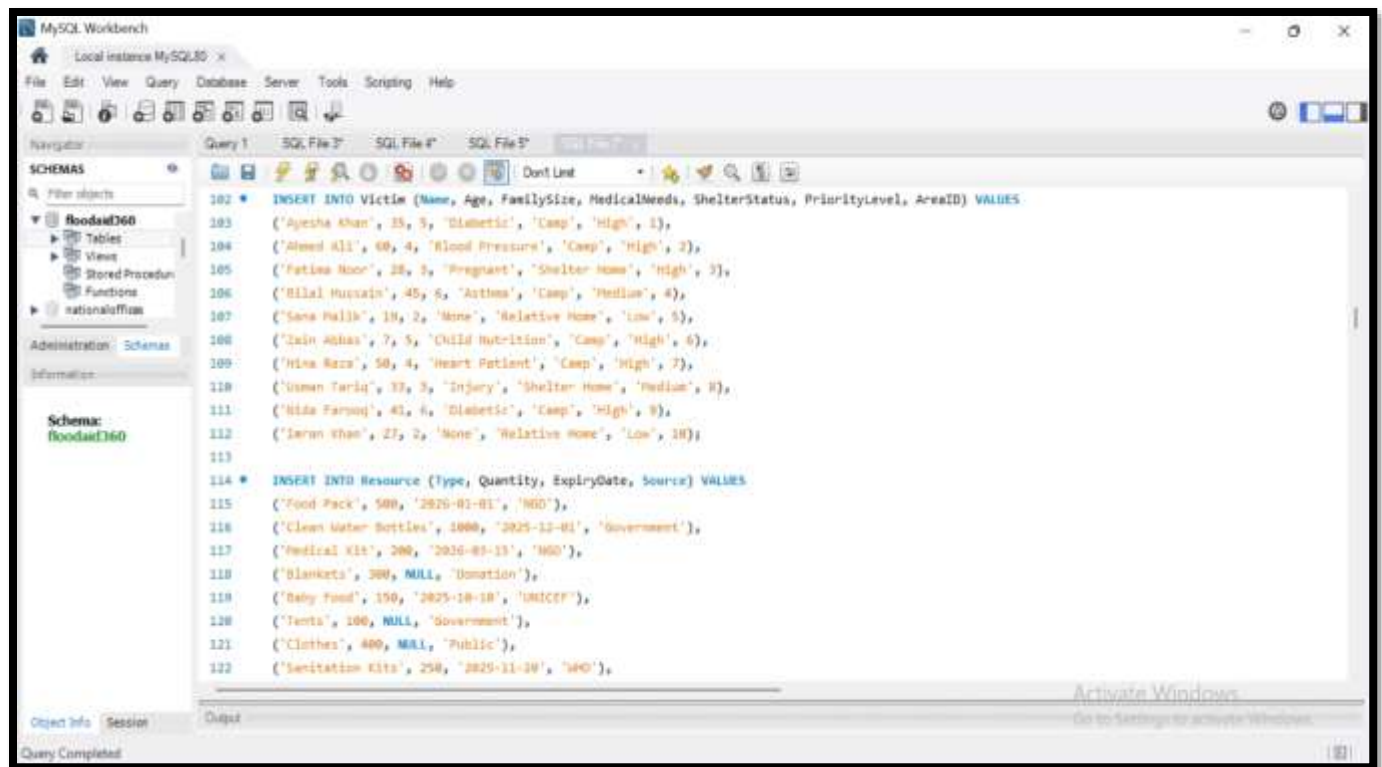 MySQL Workbench
Local instance MySQL80 ×
File Edit View Query Database Server Tools Scripting Help
Navigator
Query 1 SQL File 3* SQL File 4* SQL File 5*
SCHEMAS
Don't Limit
Filter objects
floodaid360
Tables
Views
Stored Procedur
Functions
nationaloffices
Administration Schemas
Information
Schema:
floodaid360
102 INSERT INTO Victim (Name, Age, FamilySize, MedicalNeeds, ShelterStatus, PriorityLevel, AreaID) VALUES
103 ('Ayesha Khan', 35, 5, 'Diabetic', 'Camp', 'High', 1),
104 ('Ahmed Ali', 60, 4, 'Blood Pressure', 'Camp', 'High', 2),
105 ('Fatima Noor', 28, 3, 'Pregnant', 'Shelter Home', 'High', 3),
106 ('Bilal Hussain', 45, 6, 'Asthma', 'Camp', 'Medium', 4),
107 ('Sana Malik', 19, 2, 'None', 'Relative Home', 'Low', 5),
108 ('Zain Abbas', 7, 5, 'Child Nutrition', 'Camp', 'High', 6),
109 ('Hina Raza', 50, 4, 'Heart Patient', 'Camp', 'High', 7),
110 ('Usman Tariq', 33, 3, 'Injury', 'Shelter Home', 'Medium', 8),
111 ('Nida Farooq', 41, 6, 'Diabetic', 'Camp', 'High', 9),
112 ('Imran Khan', 27, 2, 'None', 'Relative Home', 'Low', 10);
113
114 INSERT INTO Resource (Type, Quantity, ExpiryDate, Source) VALUES
115 ('Food Pack', 500, '2026-01-01', 'NGO'),
116 ('Clean Water Bottles', 1000, '2025-12-01', 'Government'),
117 ('Medical Kit', 200, '2026-03-15', 'NGO'),
118 ('Blankets', 300, NULL, 'Donation'),
119 ('Baby Food', 150, '2025-10-10', 'UNICEF'),
120 ('Tents', 100, NULL, 'Government'),
121 ('Clothes', 400, NULL, 'Public'),
122 ('Sanitation Kits', 250, '2025-11-20', 'WHO'),
Activate Windows
Go to Settings to activate Windows.
Object Info Session
Output
Query Completed